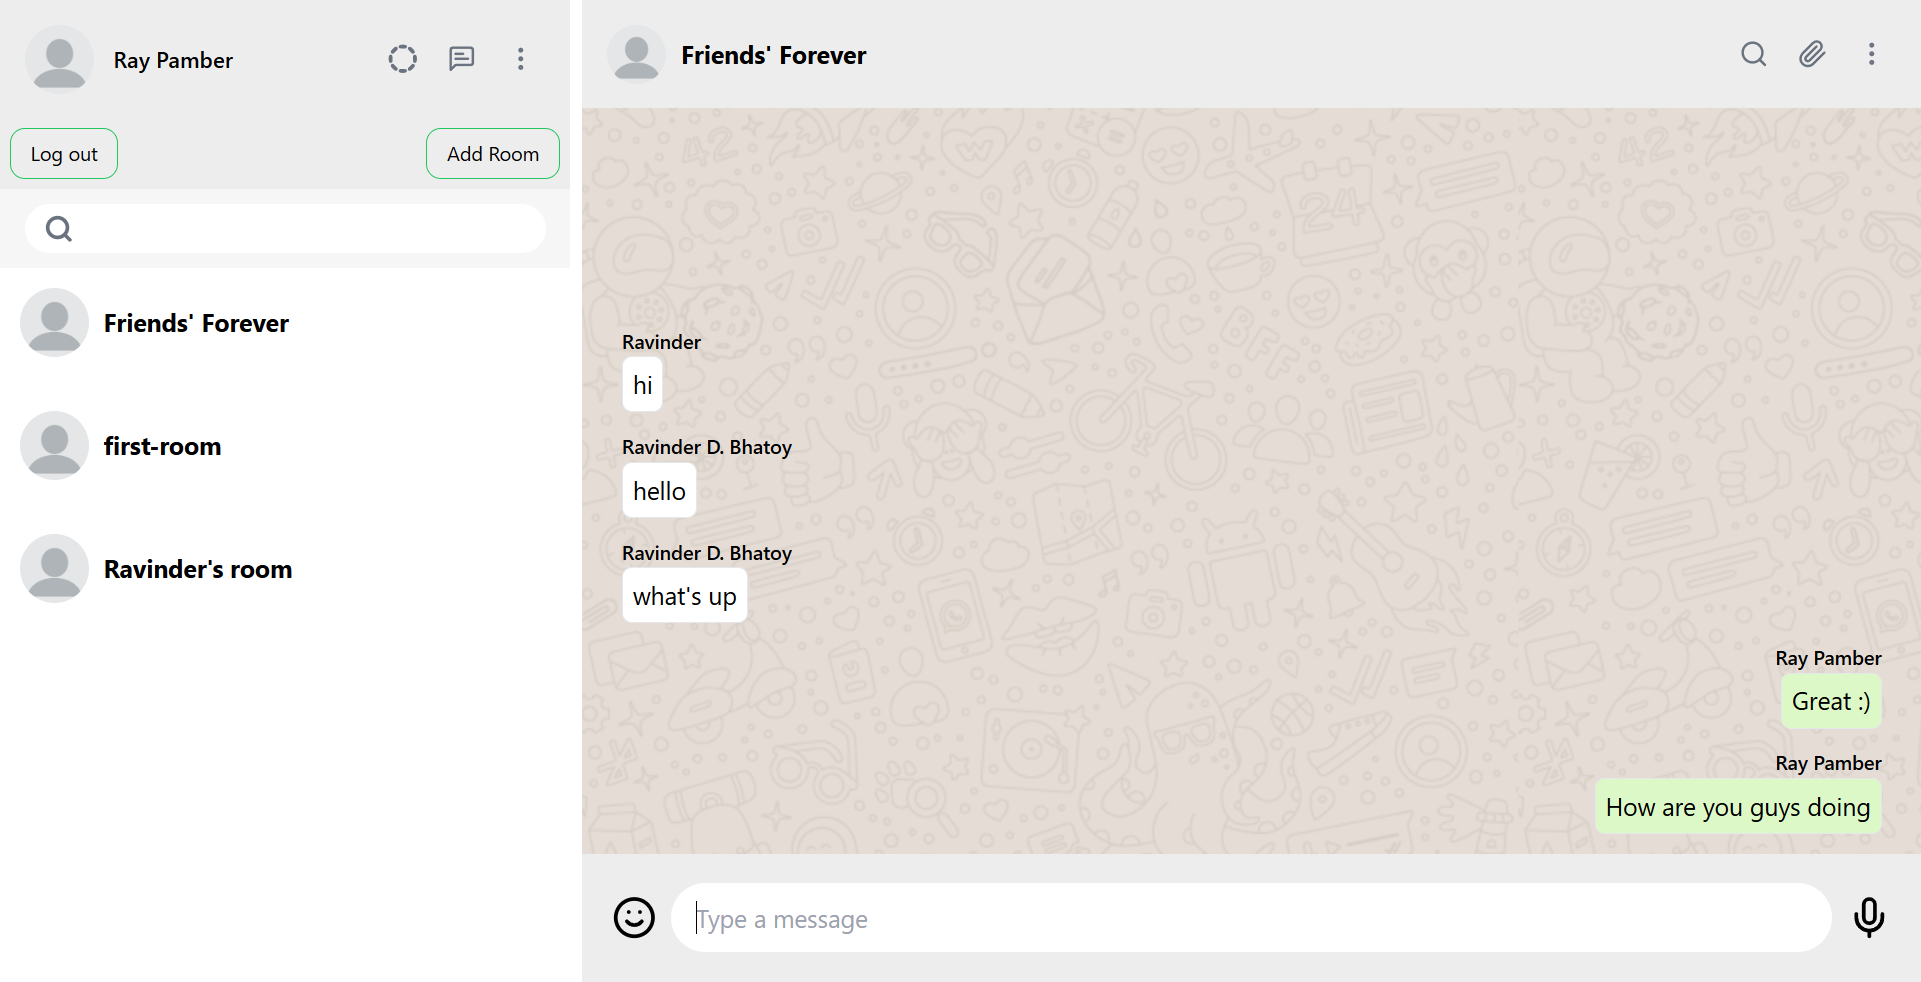 Ray Pamber
Log out
Add Room
Friends' Forever
first-room
Ravinder's room
Friends' Forever
Ravinder
hi
Ravinder D. Bhatoy
hello
Ravinder D. Bhatoy
what's up
Ray Pamber
Great :)
Ray Pamber
How are you guys doing
Type a message